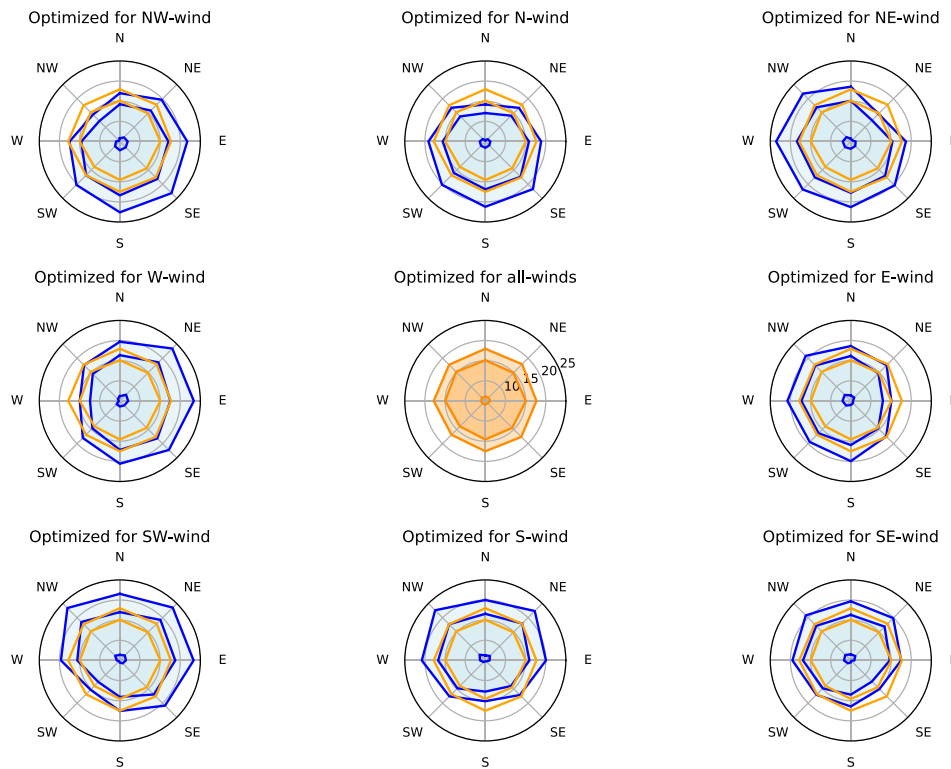 Optimized for NW-wind
N
NW
NE
W
E
SW
SE
S
Optimized for N-wind
N
NW
NE
W
E
SW
SE
S
Optimized for NE-wind
N
NW
NE
W
SW
SE
S
Optimized for W-wind
N
NW
NE
W
E
SW
SE
S
Optimized for all-winds
N
NW
NE
25
20
15
10
W
E
SW
SE
S
Optimized for E-wind
N
NW
NE
W
SW
SE
S
Optimized for SW-wind
N
NW
NE
W
E
SW
SE
S
Optimized for S-wind
N
NW
NE
W
E
SW
SE
S
Optimized for SE-wind
N
NW
NE
W
SW
SE
S